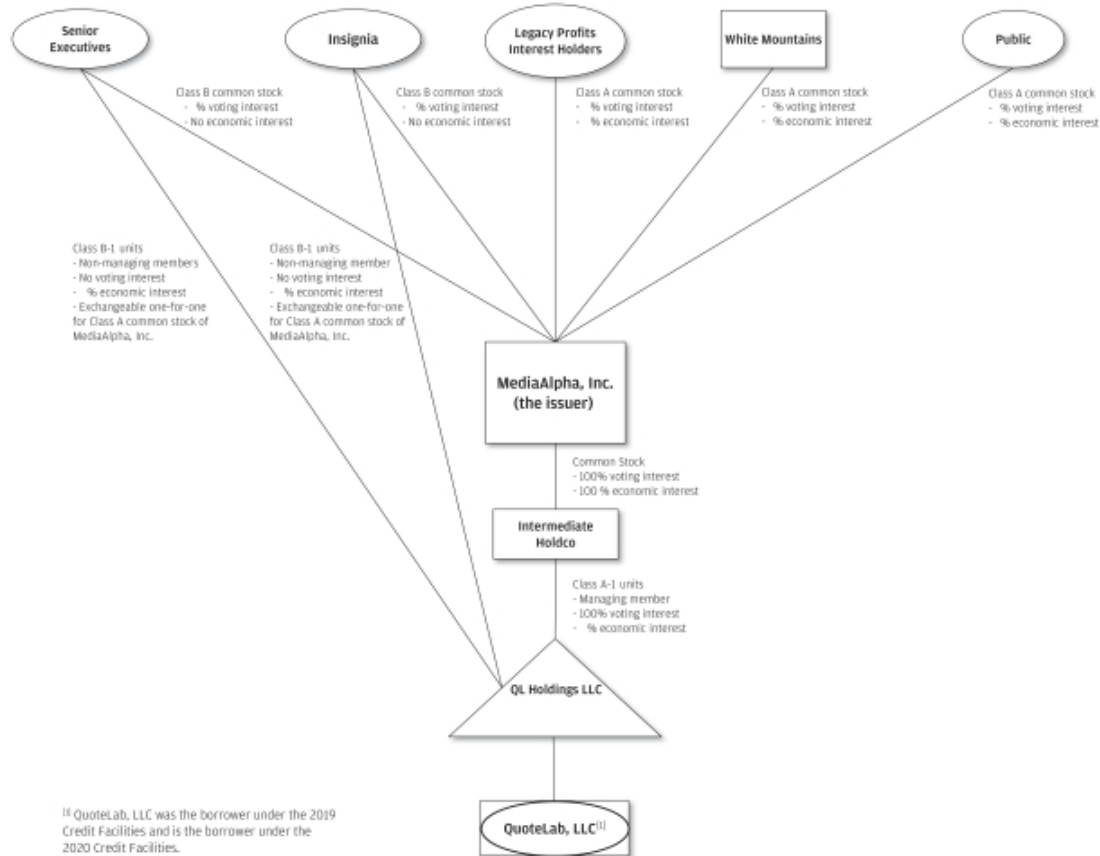 Senior
Executives
Insignia
Legacy Profits
Interest Holders
White Mountains
Public
Class B common stock
- % voting interest
- No economic interest
Class B common stock
- % voting interest
- No economic interest
Class A common stock
- % voting interest
- % economic interest
Class A common stock
- % voting interest
- % economic interest
Class A common stock
- % voting interest
- % economic interest
Class B-1 units
- Non-managing members
- No voting interest
- % economic interest
- Exchangeable one-for-one
for Class A common stock of
MediaAlpha, Inc.
Class B-1 units
- Non-managing member
- No voting interest
- % economic interest
- Exchangeable one-for-one
for Class A common stock of
MediaAlpha, Inc.
MediaAlpha, Inc.
(the issuer)
Common Stock
- 100% voting interest
- 100 % economic interest
Intermediate
Holdco
Class A-1 units
- Managing member
- 100% voting interest
- % economic interest
QL Holdings LLC
QuoteLab, LLC[1]
[1] QuoteLab, LLC was the borrower under the 2019
Credit Facilities and is the borrower under the
2020 Credit Facilities.